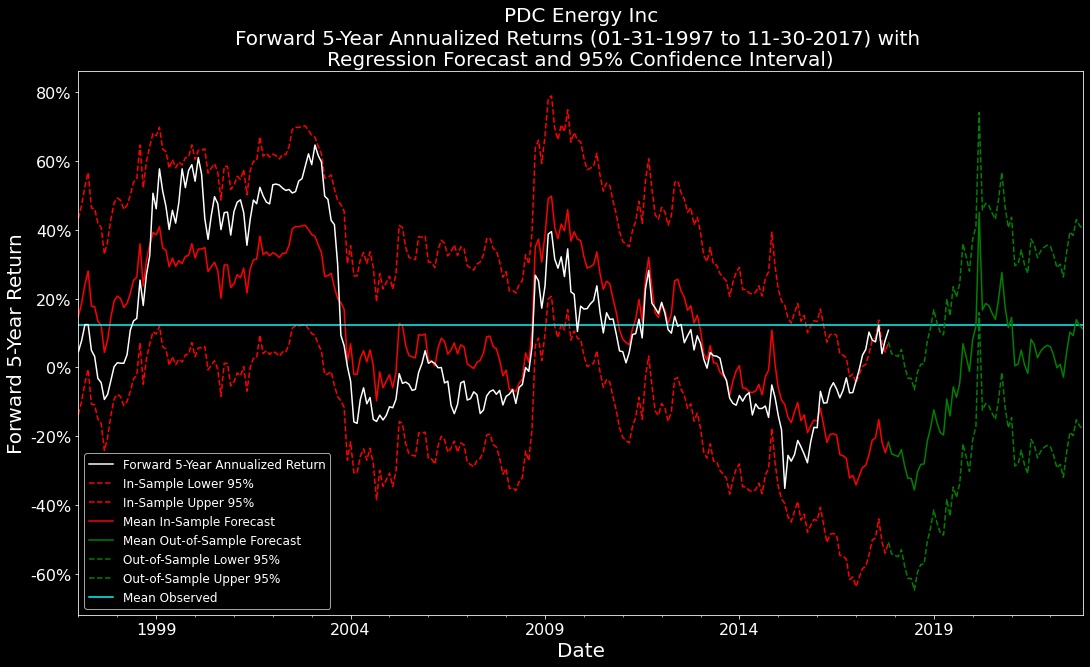 PDC Energy Inc
Forward 5-Year Annualized Returns (01-31-1997 to 11-30-2017) with
Regression Forecast and 95% Confidence Interval)
Forward 5-Year Return
80%
60%
40%
20%
0%
-20%
-40%
-60%
Forward 5-Year Annualized Return
In-Sample Lower 95%
In-Sample Upper 95%
Mean In-Sample Forecast
Mean Out-of-Sample Forecast
Out-of-Sample Lower 95%
Out-of-Sample Upper 95%
Mean Observed
1999
2004
2009
2014
2019
Date